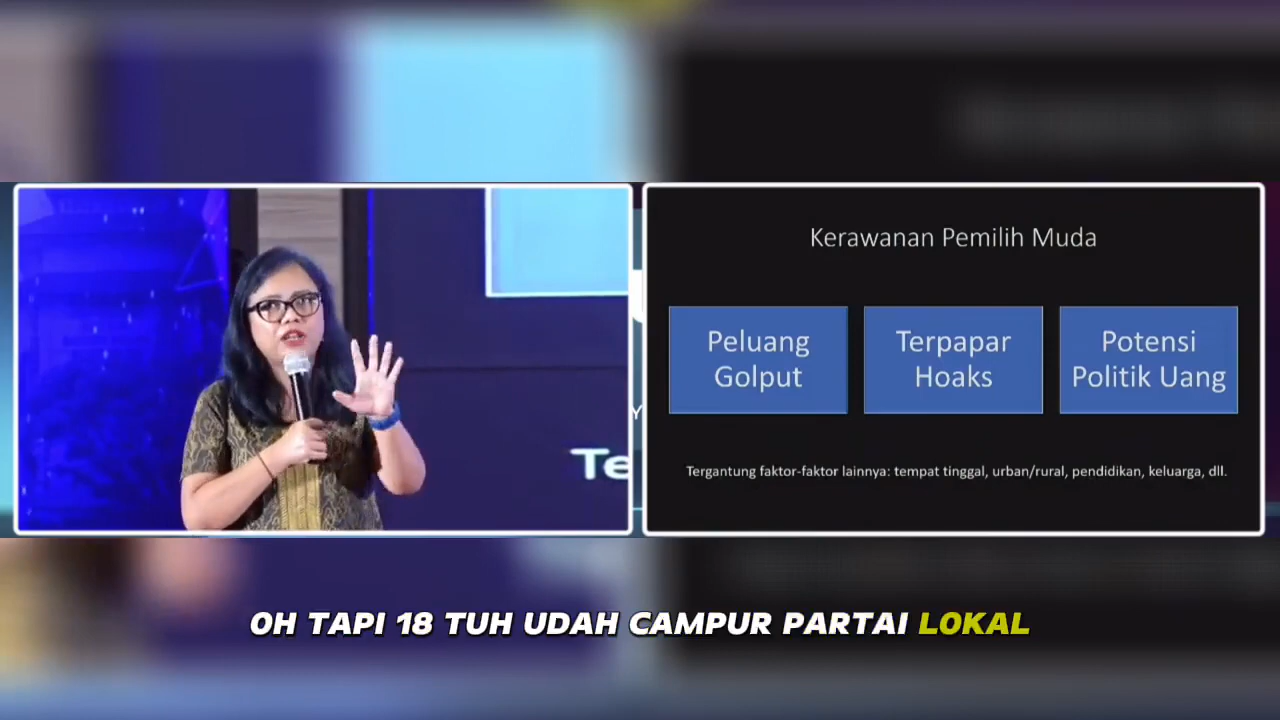 Kerawanan Pemilih Muda
Peluang
Golput
Terpapar
Hoaks
Potensi
Politik Uang
Tergantung faktor-faktor lainnya: tempat tinggal, urban/rural, pendidikan, keluarga, dll.
Te
OH TAPI 18 TUH UDAH CAMPUR PARTAI LOKAL